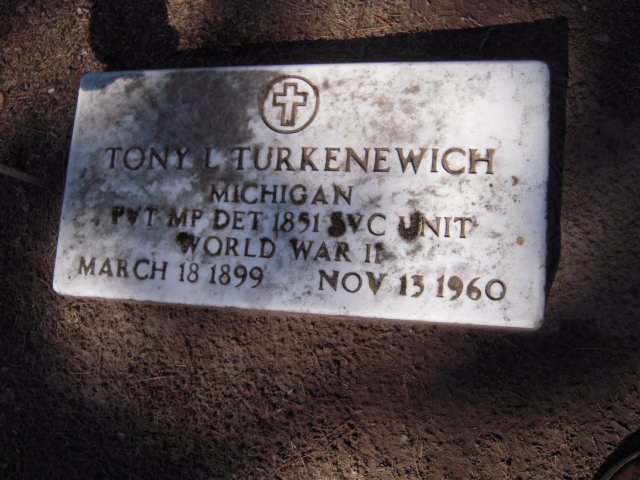 TONY L TURKENEWICH
MICHIGAN
PVT MP DET 1851 SVC UNIT
WORLD WAR II
MARCH 18 1899 NOV 13 1960